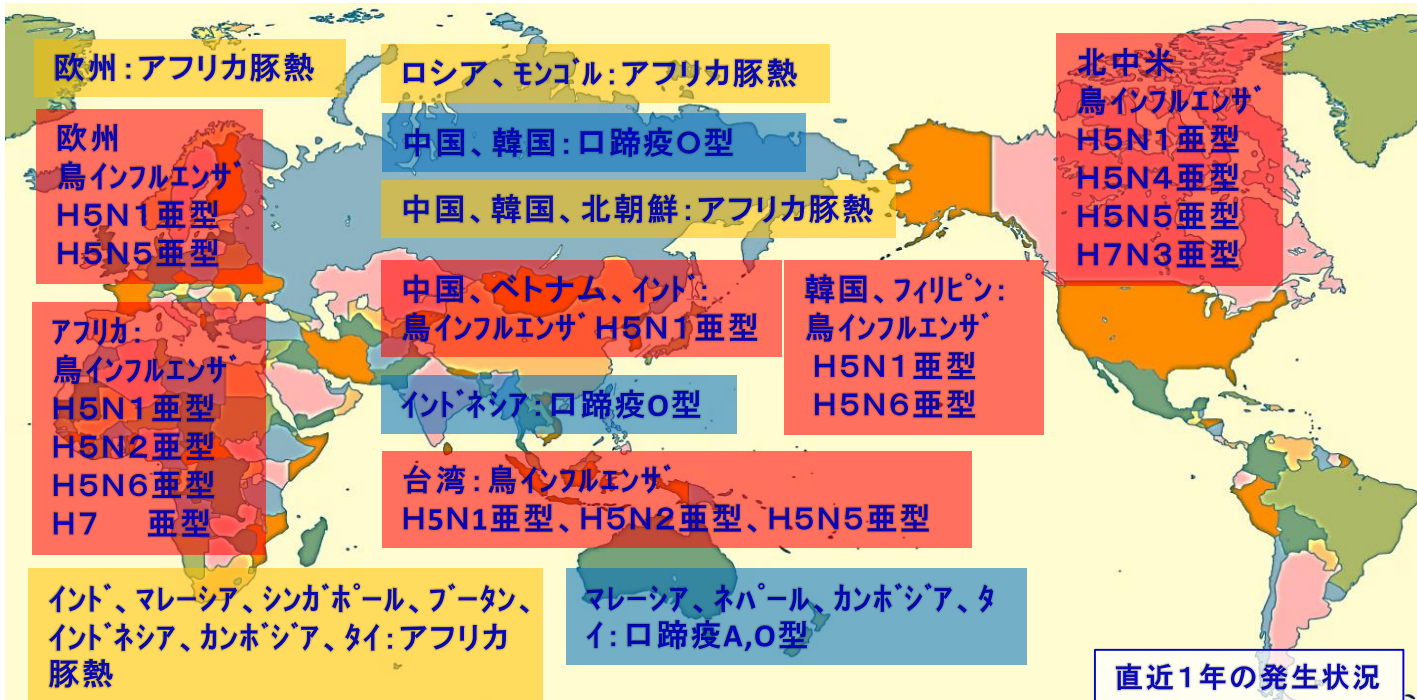 欧州：アフリカ豚熱
ロシア、ﾓﾝｺﾞﾙ：アフリカ豚熱
北中米
鳥ｲﾝﾌﾙｴﾝｻﾞ
H5N1亜型
H5N4亜型
H5N5亜型
H7N3亜型
欧州
鳥ｲﾝﾌﾙｴﾝｻﾞ
H5N1亜型
H5N5亜型
中国、韓国：口蹄疫O型
中国、韓国、北朝鮮：アフリカ豚熱
中国、ベトナム、ｲﾝﾄﾞ：
鳥ｲﾝﾌﾙｴﾝｻﾞ H5N1亜型
韓国、ﾌｨﾘﾋﾟﾝ：
鳥ｲﾝﾌﾙｴﾝｻﾞ
H5N1亜型
H5N6亜型
ｱﾌﾘｶ：
鳥ｲﾝﾌﾙｴﾝｻﾞ
H5N1亜型
H5N2亜型
H5N6亜型
H7　亜型
ｲﾝﾄﾞﾈｼｱ：口蹄疫O型
台湾：鳥ｲﾝﾌﾙｴﾝｻﾞ
H5N1亜型、H5N2亜型、H5N5亜型
ｲﾝﾄﾞ、ﾏﾚｰｼｱ、ｼﾝｶﾞﾎﾟｰﾙ、ﾌﾞｰﾀﾝ、
ｲﾝﾄﾞﾈｼｱ、ｶﾝﾎﾞｼﾞｱ、ﾀｲ：アフリカ
豚熱
ﾏﾚｰｼｱ、ﾈﾊﾟｰﾙ、ｶﾝﾎﾞｼﾞｱ、ﾀ
ｲ：口蹄疫A,O型
直近1年の発生状況